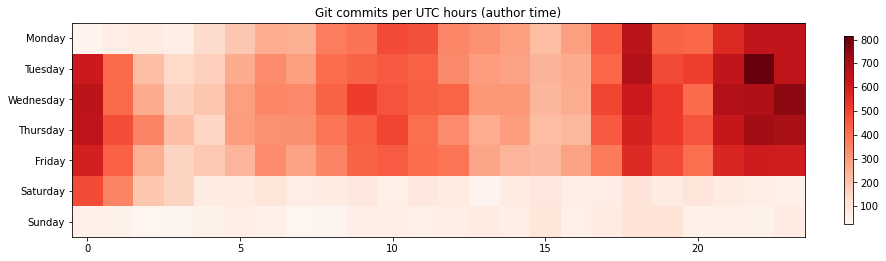 Git commits per UTC hours (author time)
Monday
Tuesday
Wednesday
Thursday
Friday
Saturday
Sunday
0 5 10 15 20
800
700
600
500
400
300
200
100